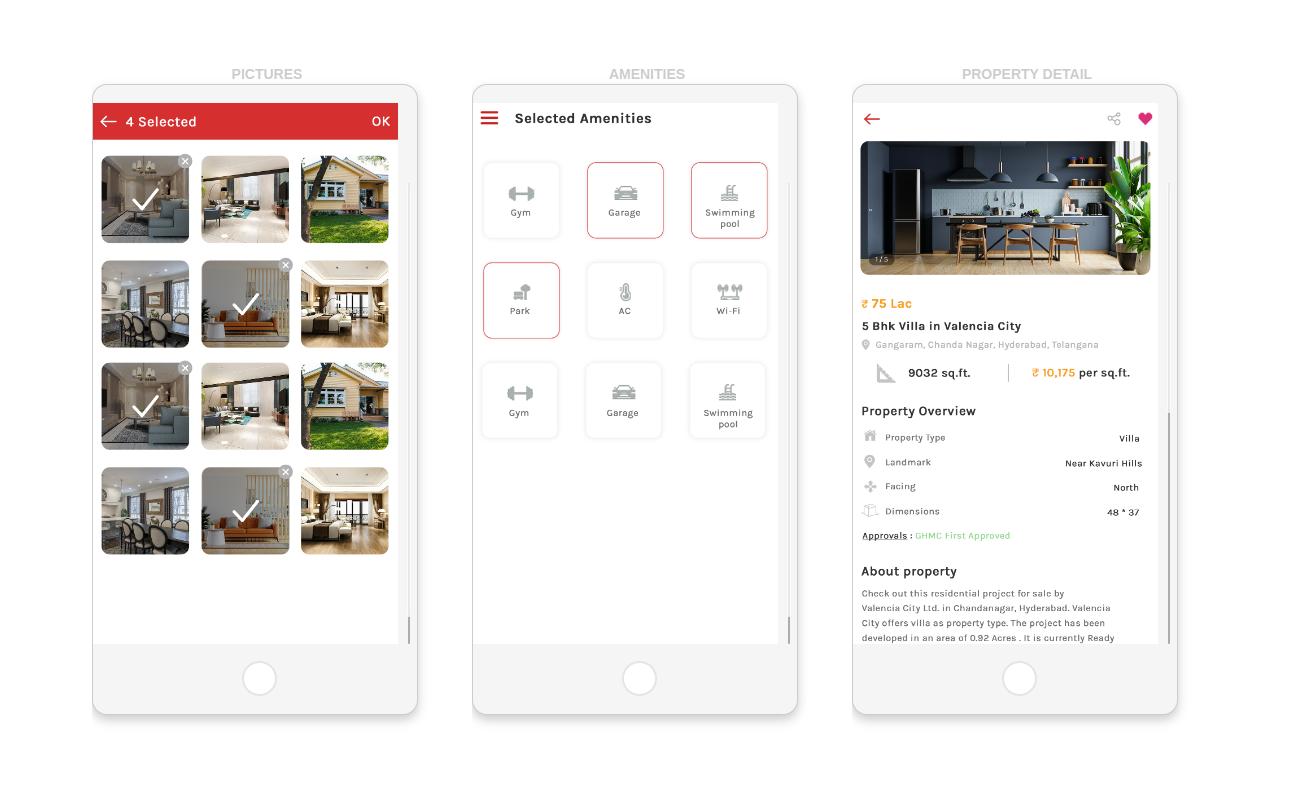 PICTURES
4 Selected
OK
AMENITIES
Selected Amenities
Gym
Garage
Swimming
pool
Park
AC
Wi-Fi
Gym
Garage
Swimming
pool
PROPERTY DETAIL
1/5
₹ 75 Lac
5 Bhk Villa in Valencia City
Gangaram, Chanda Nagar, Hyderabad, Telangana
9032 sq.ft.
₹ 10,175 per sq.ft.
Property Overview
Property Type Villa
Landmark Near Kavuri Hills
Facing North
Dimensions 48 * 37
Approvals : GHMC First Approved
About property
Check out this residential project for sale by
Valencia City Ltd. in Chandanagar, Hyderabad. Valencia
City offers villa as property type. The project has been
developed in an area of 0.92 Acres . It is currently Ready